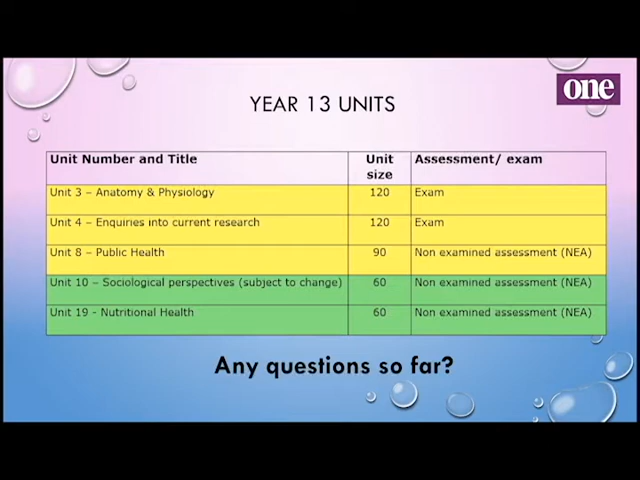 one
YEAR 13 UNITS
Unit Number and Title Unit size Assessment/ exam
Unit 3 – Anatomy & Physiology 120 Exam
Unit 4 – Enquiries into current research 120 Exam
Unit 8 – Public Health 90 Non examined assessment (NEA)
Unit 10 – Sociological perspectives (subject to change) 60 Non examined assessment (NEA)
Unit 19 - Nutritional Health 60 Non examined assessment (NEA)
Any questions so far?